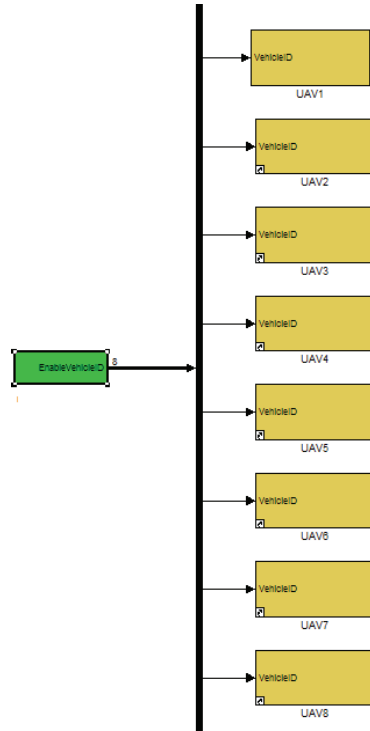 VehicleID
UAV1
VehicleID
UAV2
VehicleID
UAV3
VehicleID
UAV4
EnableVehicleID
8
VehicleID
UAV5
VehicleID
UAV6
VehicleID
UAV7
VehicleID
UAV8